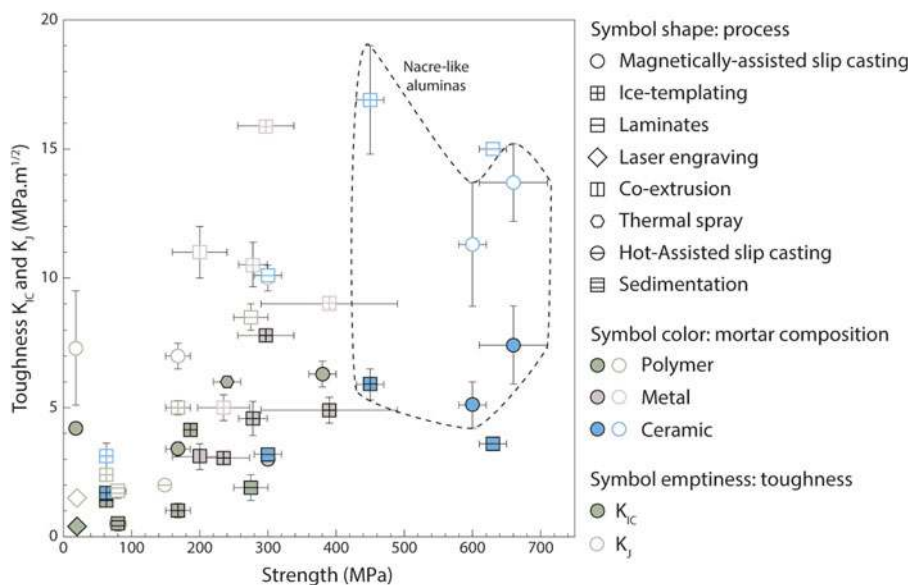 20
15
10
5
0
Toughness K_IC and K_J (MPa.m^1/2)
Nacre-like
aluminas
0 100 200 300 400 500 600 700
Strength (MPa)
Symbol shape: process
Magnetically-assisted slip casting
Ice-templating
Laminates
Laser engraving
Co-extrusion
Thermal spray
Hot-Assisted slip casting
Sedimentation
Symbol color: mortar composition
Polymer
Metal
Ceramic
Symbol emptiness: toughness
K_IC
K_J